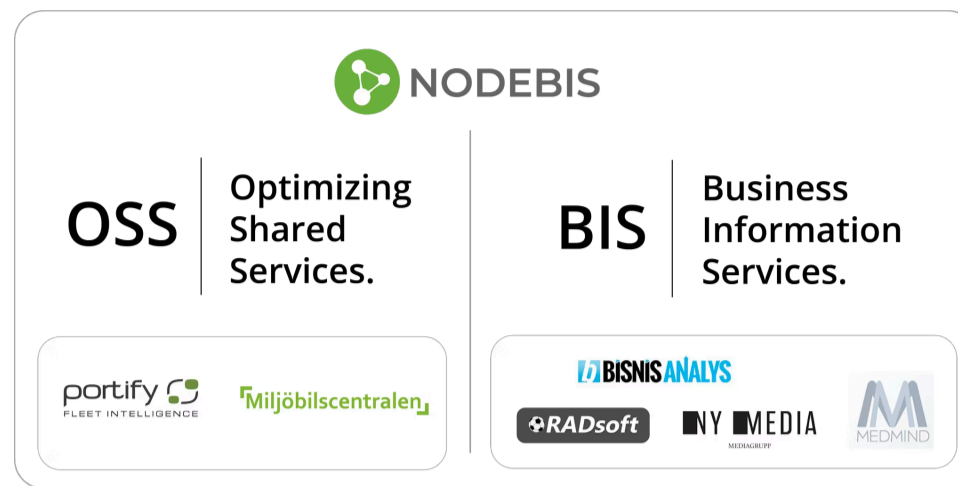 NODEBIS
OSS
Optimizing
Shared
Services.
BIS
Business
Information
Services.
portify
FLEET INTELLIGENCE
Miljöbilscentralen
b BISNIS ANALYS
RADsoft
NY MEDIA
MEDIAGRUPP
M
MEDMIND